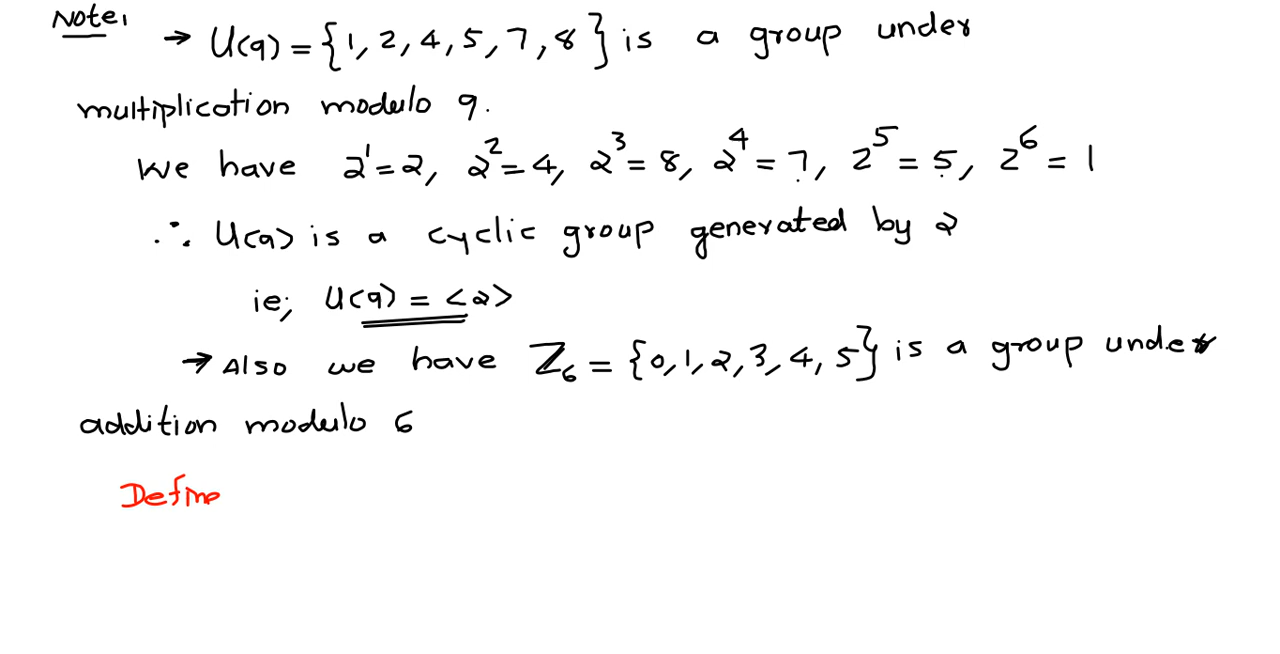 Note:
→ U(9) = {1, 2, 4, 5, 7, 8} is a group under
multiplication modulo 9.
We have 2¹=2, 2²=4, 2³=8, 2⁴=7, 2⁵=5, 2⁶=1
∴ U(9) is a cyclic group generated by 2
ie; U(9) = <2>
→ Also we have ℤ₆ = {0, 1, 2, 3, 4, 5} is a group under
addition modulo 6
Define